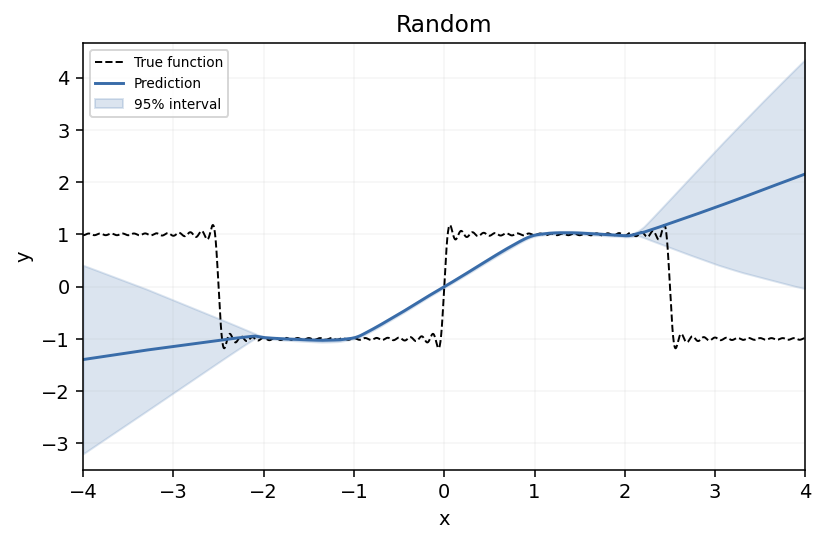 Random
True function
Prediction
95% interval
y
4
3
2
1
0
−1
−2
−3
−4 −3 −2 −1 0 1 2 3 4
x